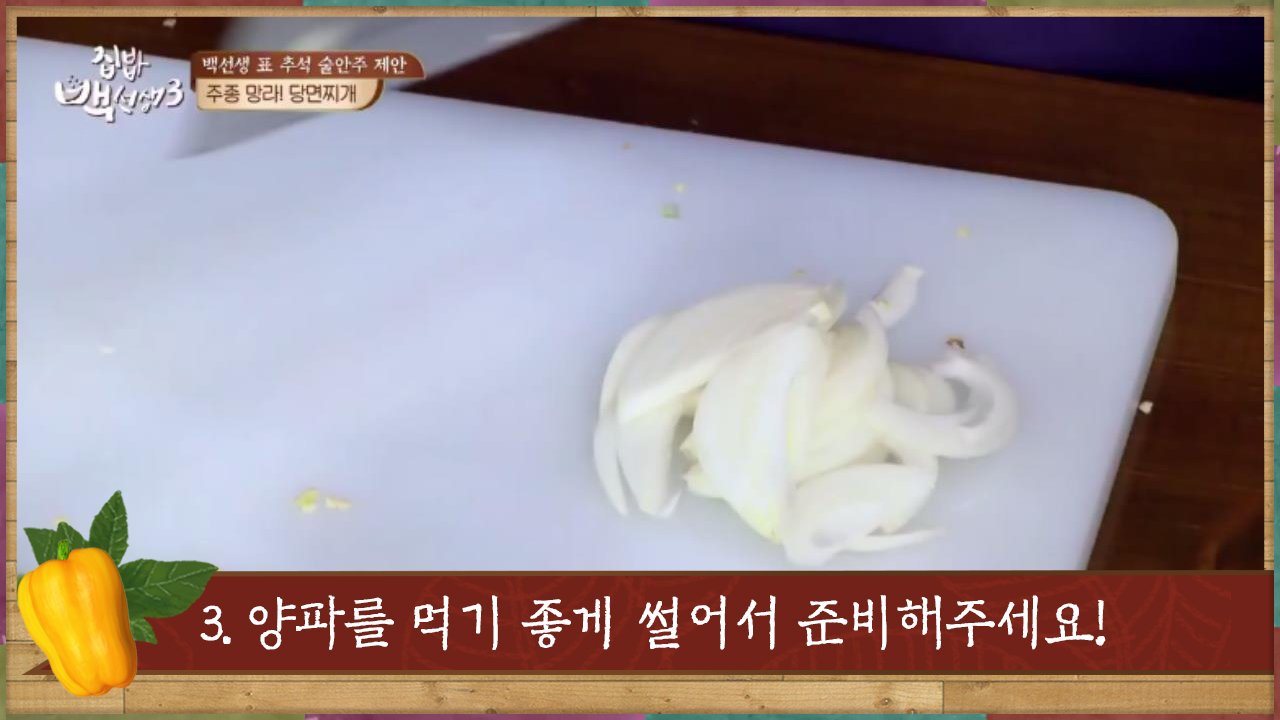 집밥
백선생3
백선생 표 추석 술안주 제안
주종 망라! 당면찌개
3. 양파를 먹기 좋게 썰어서 준비해주세요!